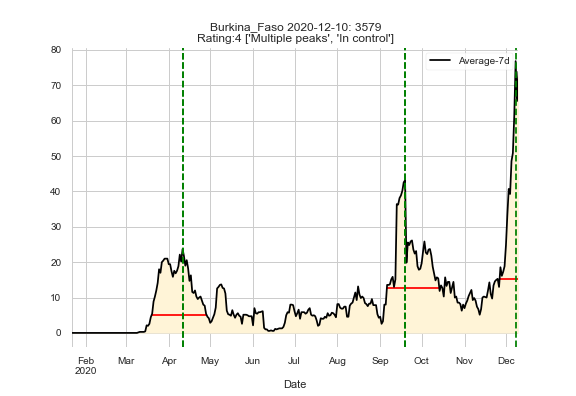 Burkina_Faso 2020-12-10: 3579
Rating:4 ['Multiple peaks', 'In control']
Average-7d
80
70
60
50
40
30
20
10
0
Feb Mar Apr May Jun Jul Aug Sep Oct Nov Dec
2020
Date